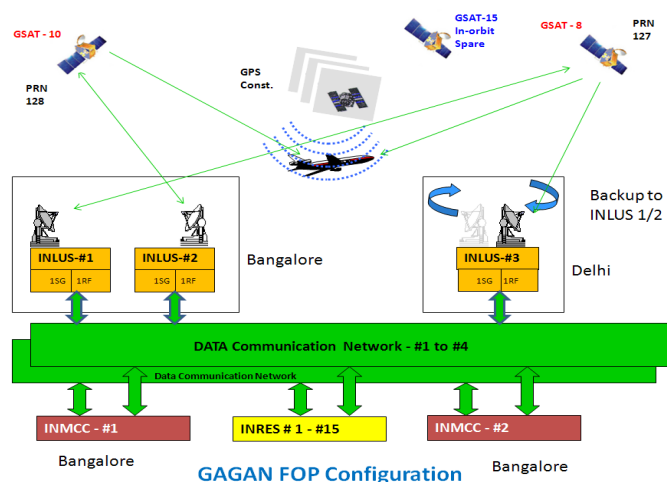 GSAT - 10
PRN
128
GPS
Const.
GSAT-15
In-orbit
Spare
GSAT - 8
PRN
127
INLUS-#1
1SG 1RF
INLUS-#2
1SG 1RF
Bangalore
INLUS-#3
1SG 1RF
Backup to
INLUS 1/2
Delhi
DATA Communication Network - #1 to #4
Data Communication Network
INMCC - #1
Bangalore
INRES # 1 - #15
INMCC - #2
Bangalore
GAGAN FOP Configuration